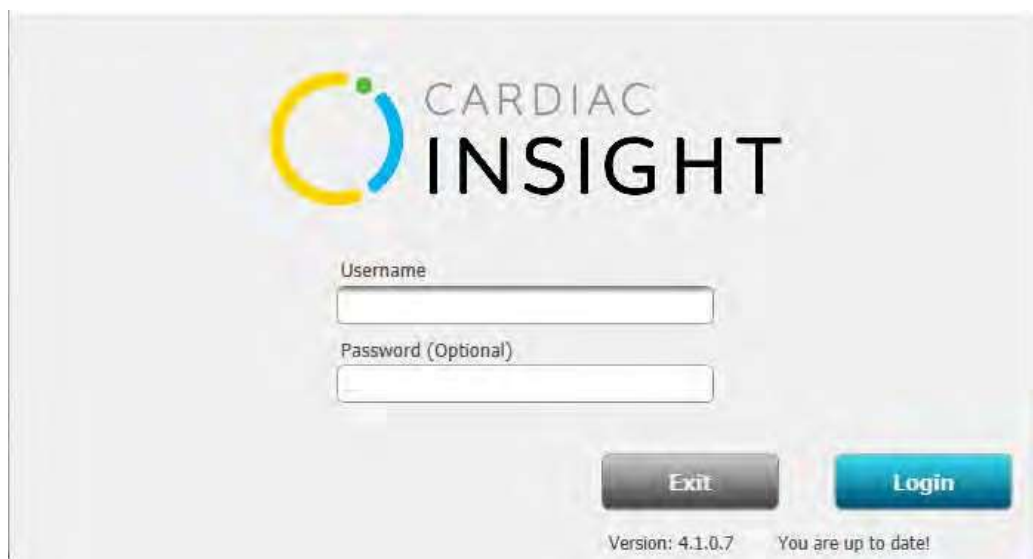 CARDIAC
INSIGHT
Username
Password (Optional)
Exit Login
Version: 4.1.0.7 You are up to date!